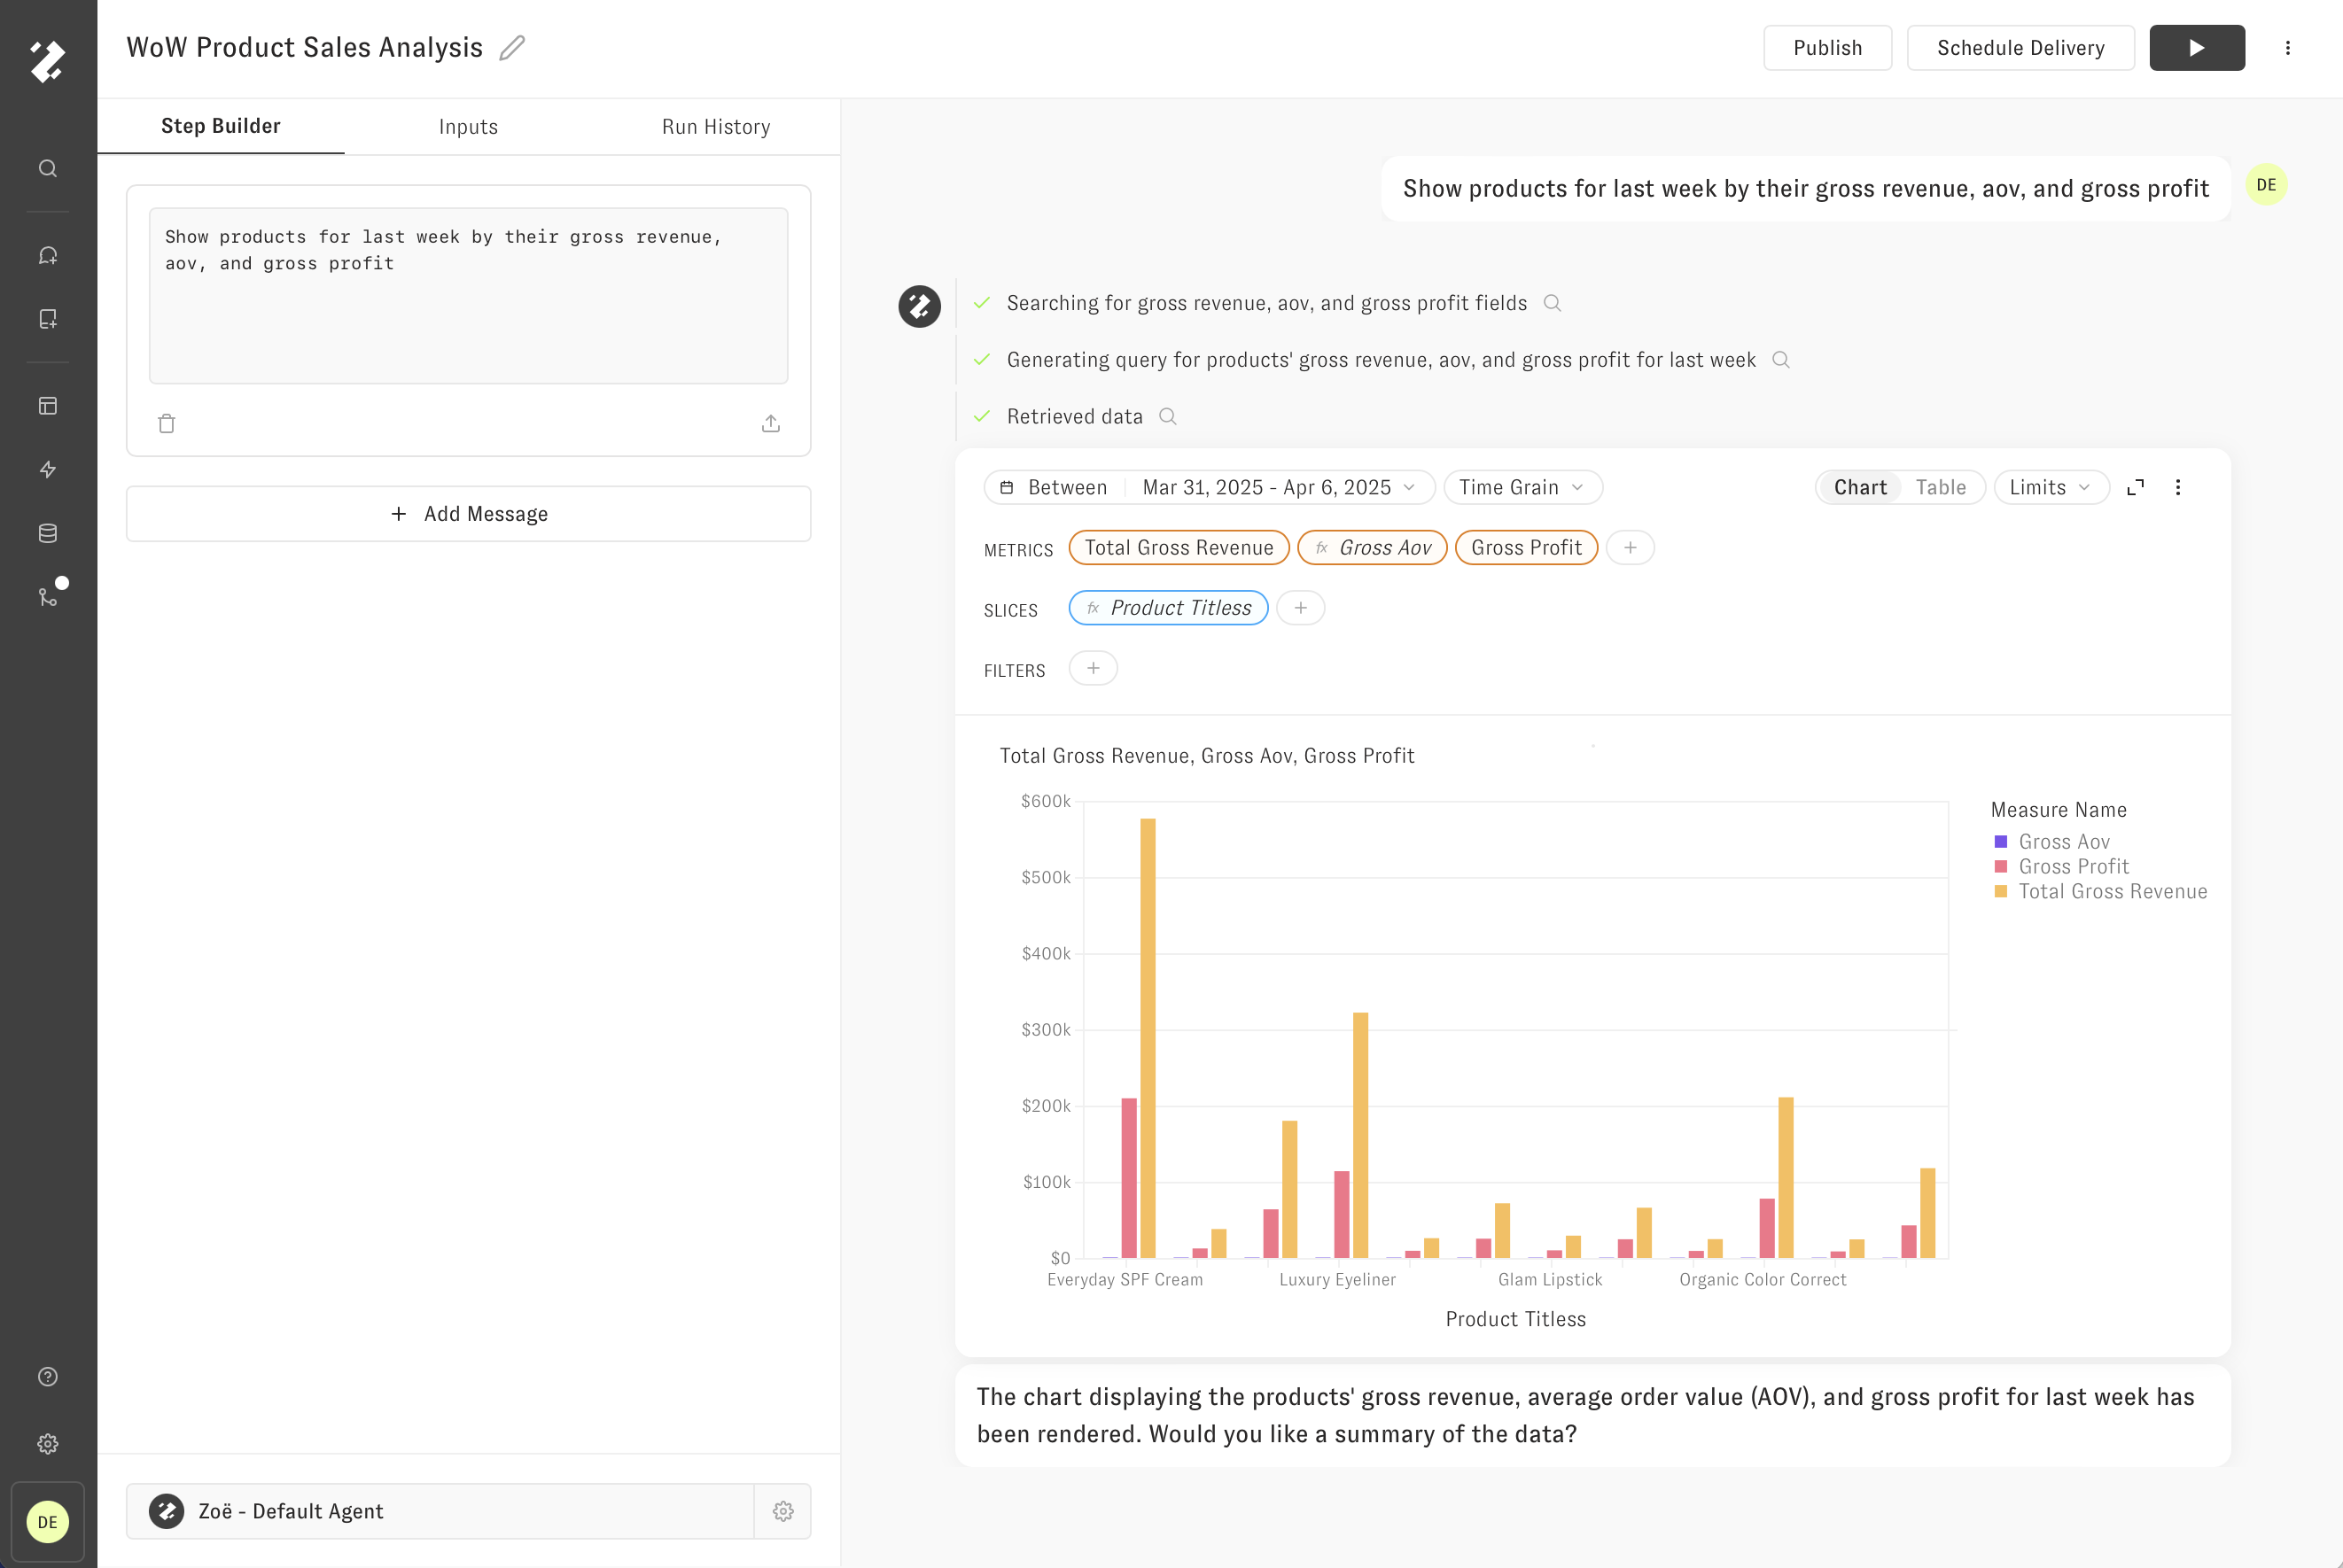 WoW Product Sales Analysis
Publish
Schedule Delivery
Step Builder
Inputs
Run History
Show products for last week by their gross revenue,
aov, and gross profit
Add Message
Zoë - Default Agent
DE
Show products for last week by their gross revenue, aov, and gross profit
DE
Searching for gross revenue, aov, and gross profit fields
Generating query for products' gross revenue, aov, and gross profit for last week
Retrieved data
Between
Mar 31, 2025 - Apr 6, 2025
Time Grain
Chart
Table
Limits
METRICS
Total Gross Revenue
fx Gross Aov
Gross Profit
SLICES
fx Product Titless
FILTERS
Total Gross Revenue, Gross Aov, Gross Profit
$600k
$500k
$400k
$300k
$200k
$100k
$0
Everyday SPF Cream
Luxury Eyeliner
Glam Lipstick
Organic Color Correct
Product Titless
Measure Name
Gross Aov
Gross Profit
Total Gross Revenue
The chart displaying the products' gross revenue, average order value (AOV), and gross profit for last week has
been rendered. Would you like a summary of the data?